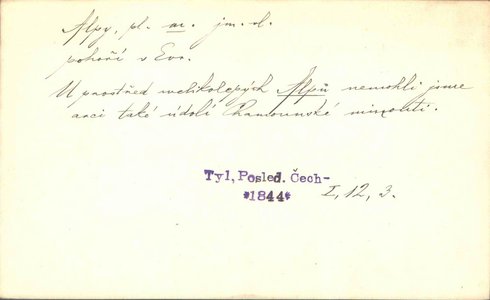 Alpy, pl. m. jm. vl.
pohoří v Evr.
Uprostřed velikolepých Alpů nemohli jsme
arci také údolí Chamounské minouti.
Tyl, Posled. Čech-
*1844* I, 12, 3.